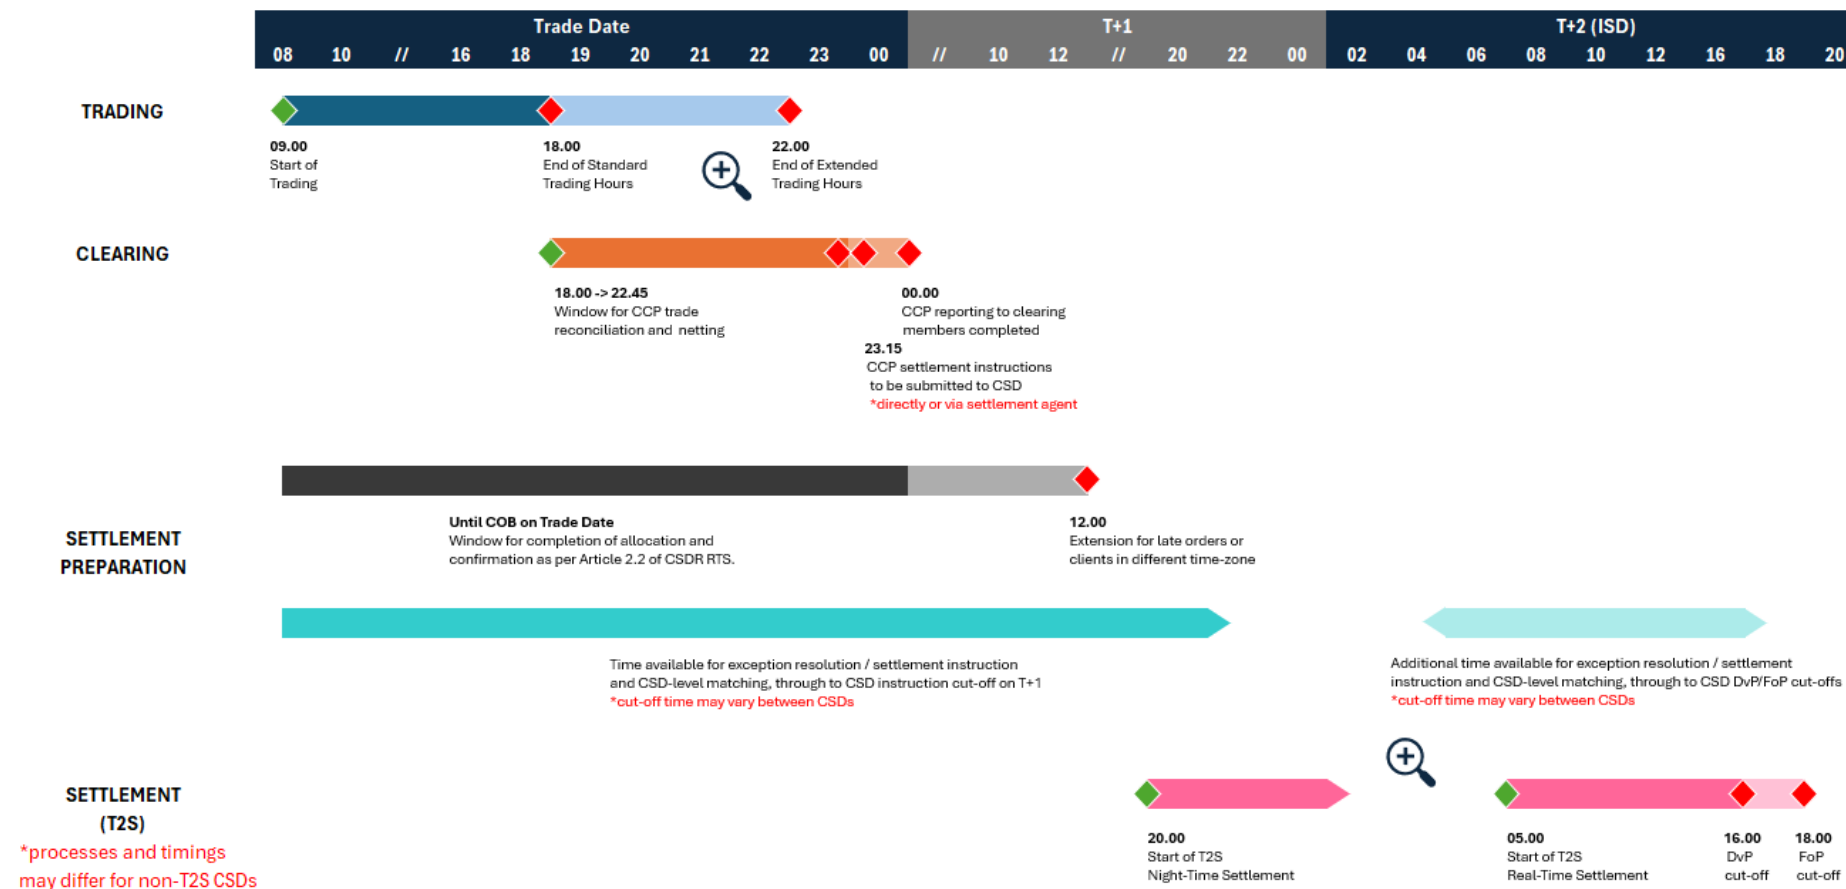 Trade Date T+1 T+2 (ISD)
08 10 // 16 18 19 20 21 22 23 00 // 10 12 // 20 22 00 02 04 06 08 10 12 16 18 20
TRADING
09.00
Start of
Trading
18.00
End of Standard
Trading Hours
22.00
End of Extended
Trading Hours
CLEARING
18.00 -> 22.45
Window for CCP trade
reconciliation and netting
00.00
CCP reporting to clearing
members completed
23.15
CCP settlement instructions
to be submitted to CSD
*directly or via settlement agent
SETTLEMENT
PREPARATION
Until COB on Trade Date
Window for completion of allocation and
confirmation as per Article 2.2 of CSDR RTS.
12.00
Extension for late orders or
clients in different time-zone
Time available for exception resolution / settlement instruction
and CSD-level matching, through to CSD instruction cut-off on T+1
*cut-off time may vary between CSDs
Additional time available for exception resolution / settlement
instruction and CSD-level matching, through to CSD DvP/FoP cut-offs
*cut-off time may vary between CSDs
SETTLEMENT
(T2S)
*processes and timings
may differ for non-T2S CSDs
20.00
Start of T2S
Night-Time Settlement
05.00
Start of T2S
Real-Time Settlement
16.00
DvP
cut-off
18.00
FoP
cut-off